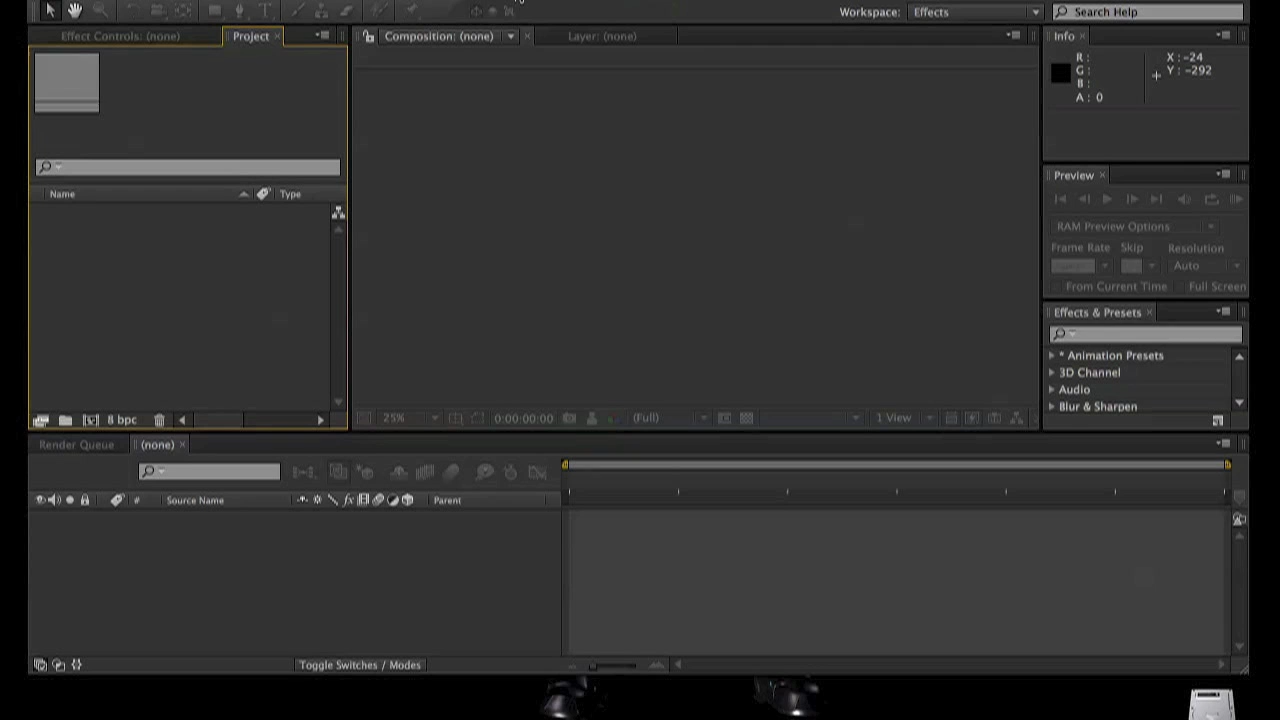 Workspace: Effects Search Help
Effect Controls: (none) Project Composition: (none) Layer: (none) Info
R : X : -24
G : Y : -292
B :
A : 0
Preview
Name Type
RAM Preview Options
Frame Rate Skip Resolution
Auto
From Current Time Full Screen
Effects & Presets
* Animation Presets
3D Channel
Audio
Blur & Sharpen
8 bpc 25% 0:00:00:00 (Full) 1 View
Render Queue (none)
# Source Name fx Parent
Toggle Switches / Modes